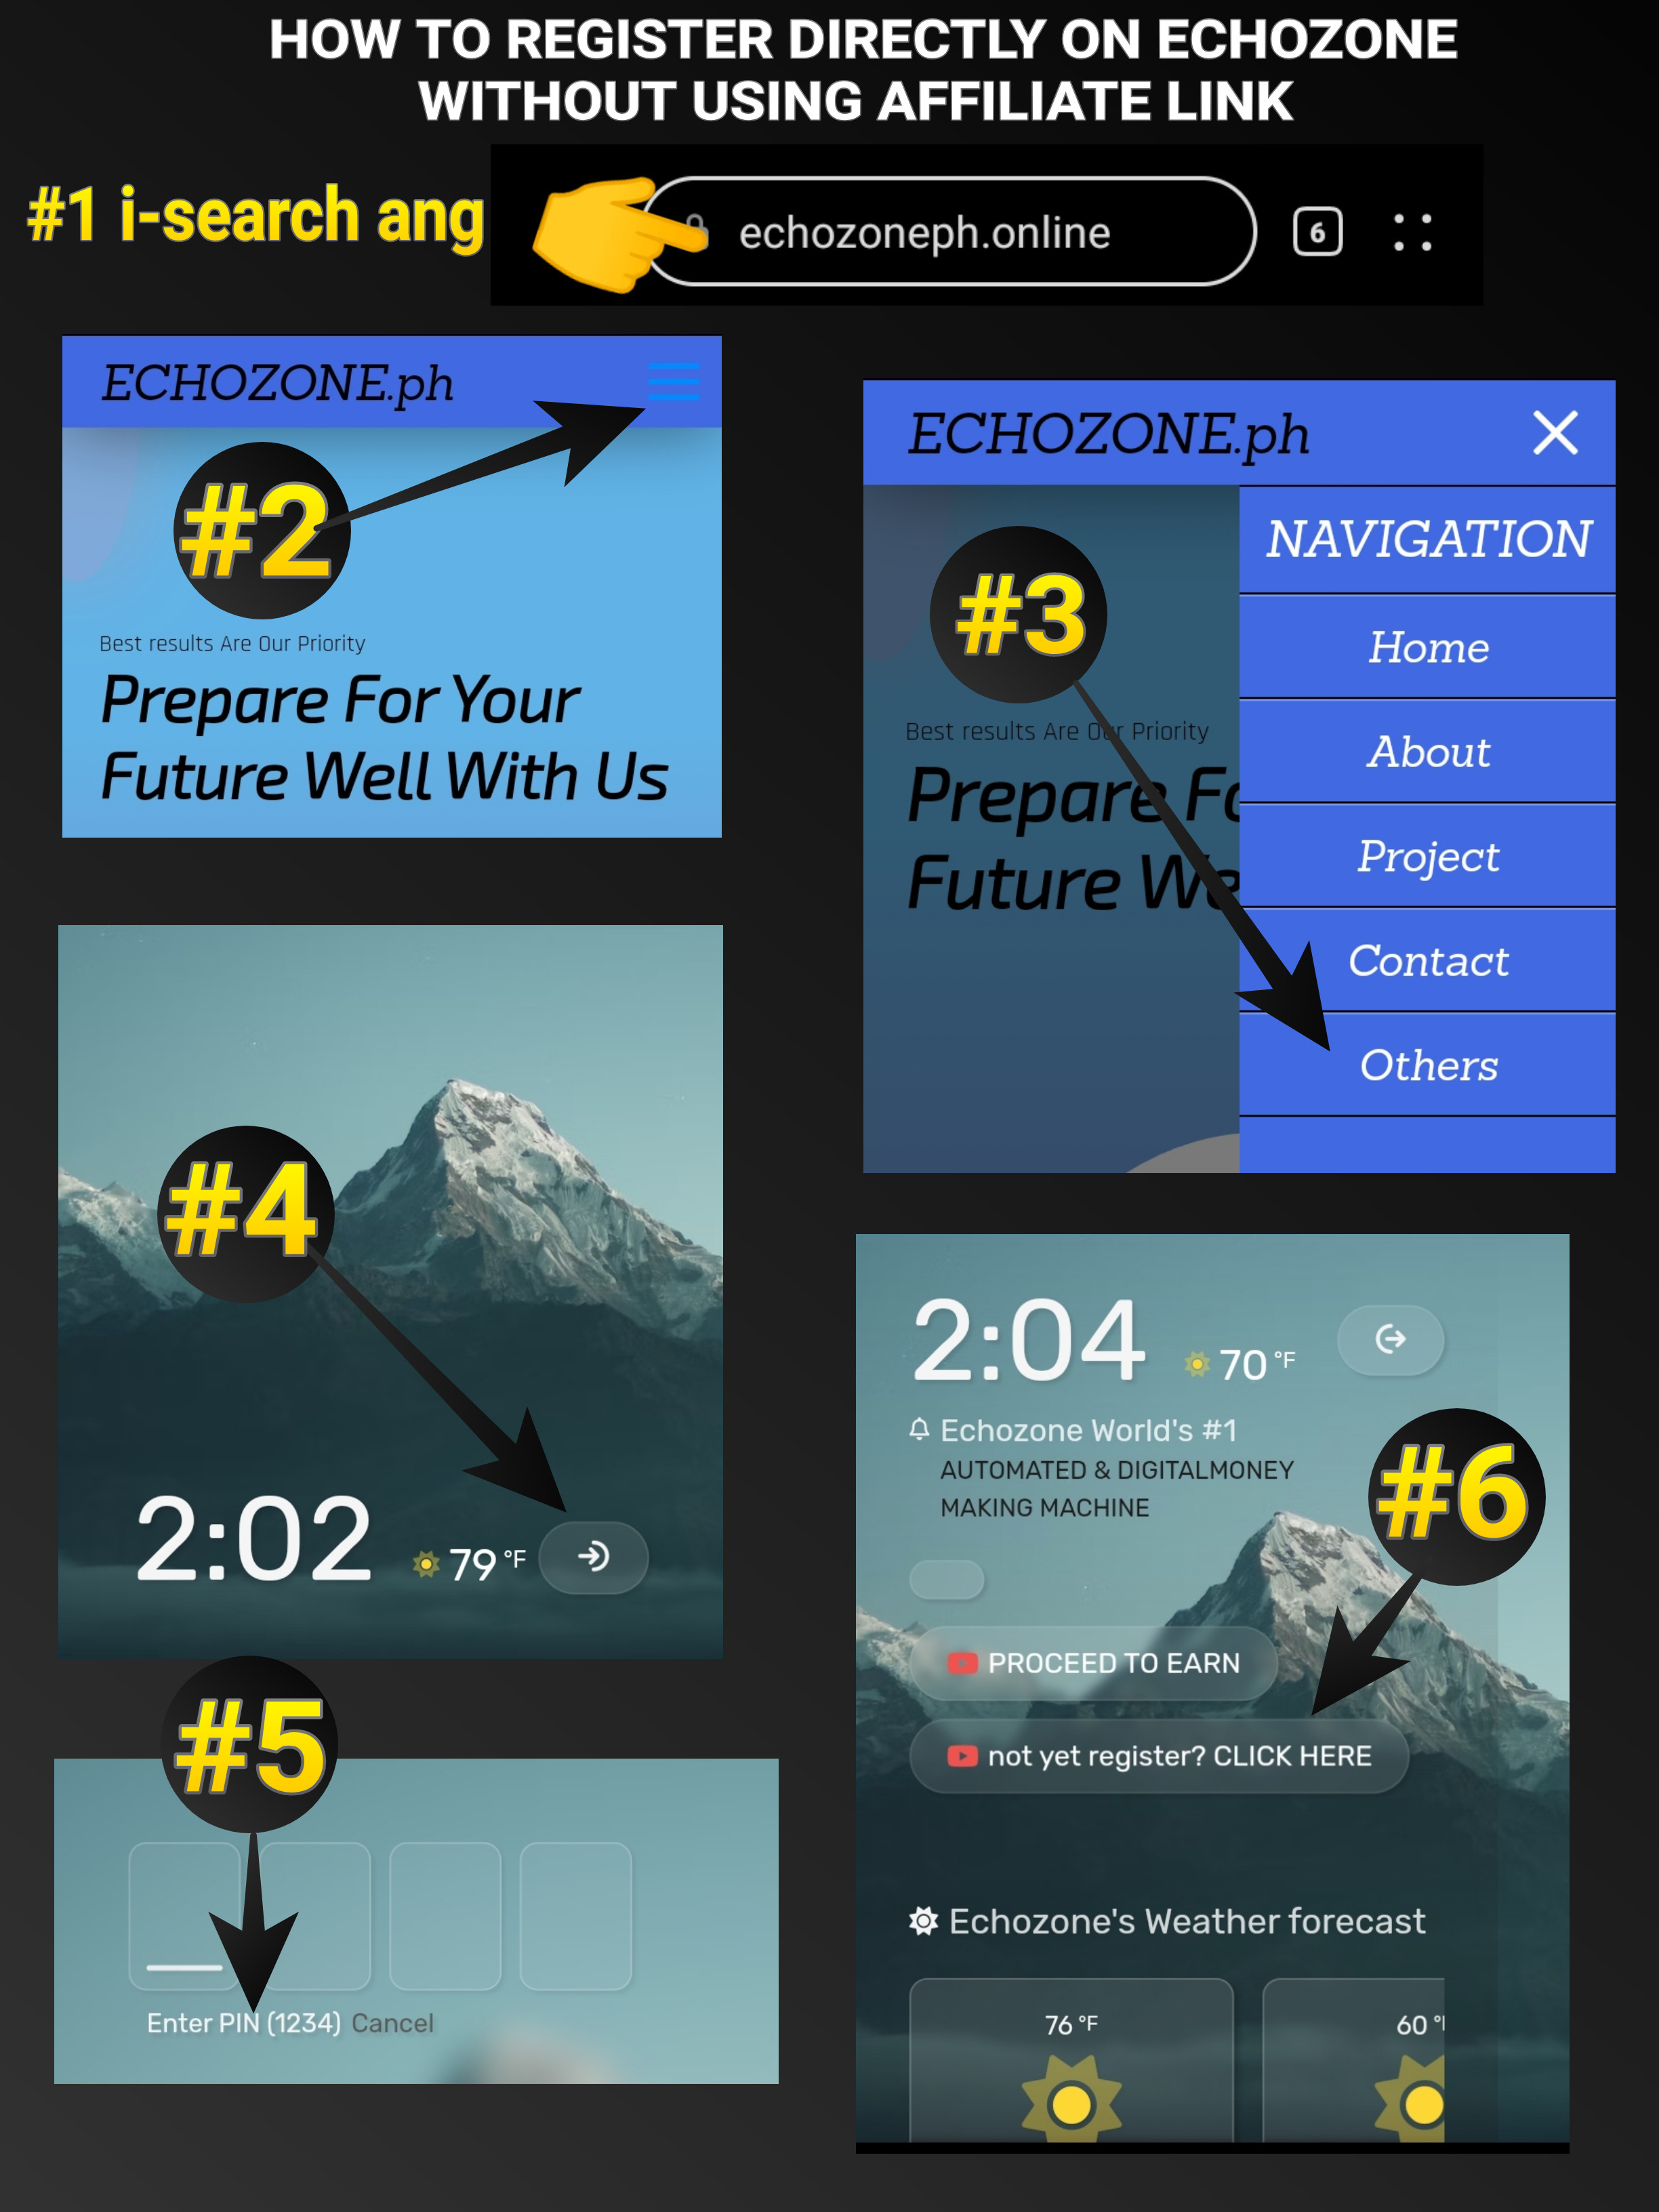 HOW TO REGISTER DIRECTLY ON ECHOZONE
WITHOUT USING AFFILIATE LINK
#1 i-search ang
echozoneph.online
6
ECHOZONE.ph
#2
Best results Are Our Priority
Prepare For Your
Future Well With Us
ECHOZONE.ph
NAVIGATION
#3
Home
Best results Are Our Priority
About
Prepare Fo
Project
Future We
Contact
Others
#4
2:02
79 °F
#5
Enter PIN (1234) Cancel
2:04
70 °F
Echozone World's #1
AUTOMATED & DIGITALMONEY
MAKING MACHINE
#6
PROCEED TO EARN
not yet register? CLICK HERE
Echozone's Weather forecast
76 °F
60 °F